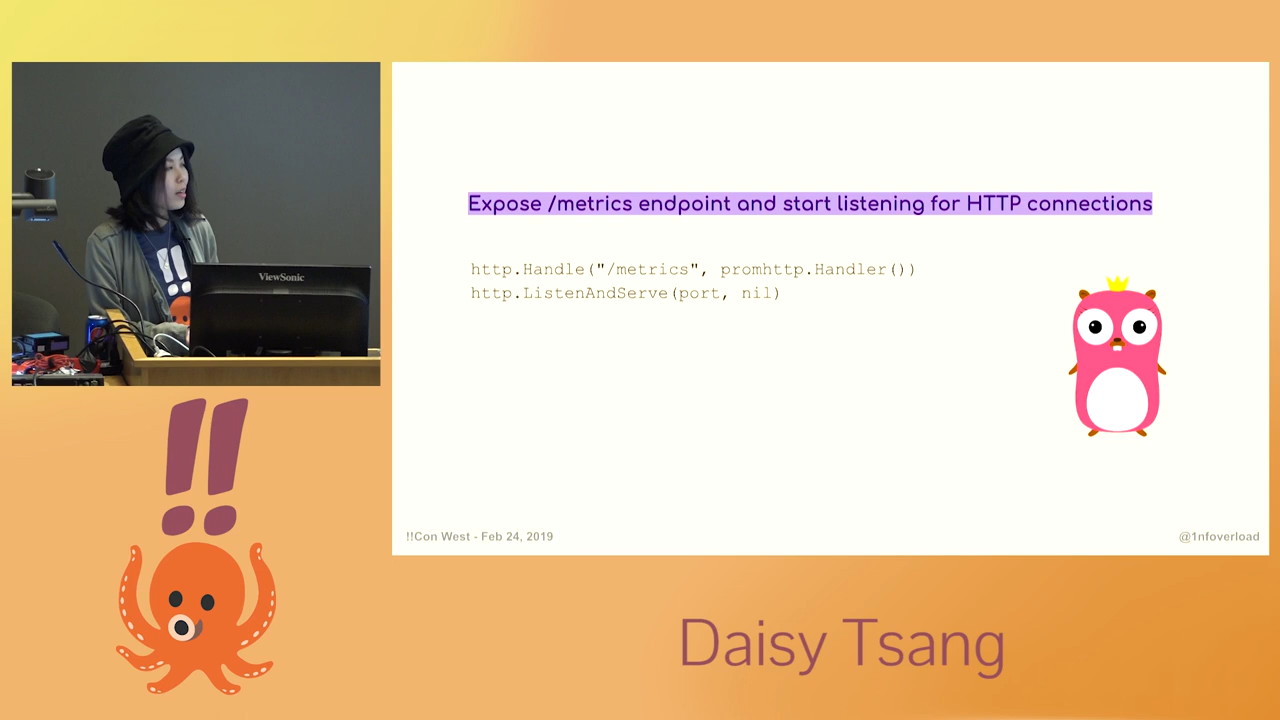 ViewSonic
!!
Expose /metrics endpoint and start listening for HTTP connections
http.Handle("/metrics", promhttp.Handler())
http.ListenAndServe(port, nil)
!!Con West - Feb 24, 2019
@1nfoverload
!!
Daisy Tsang